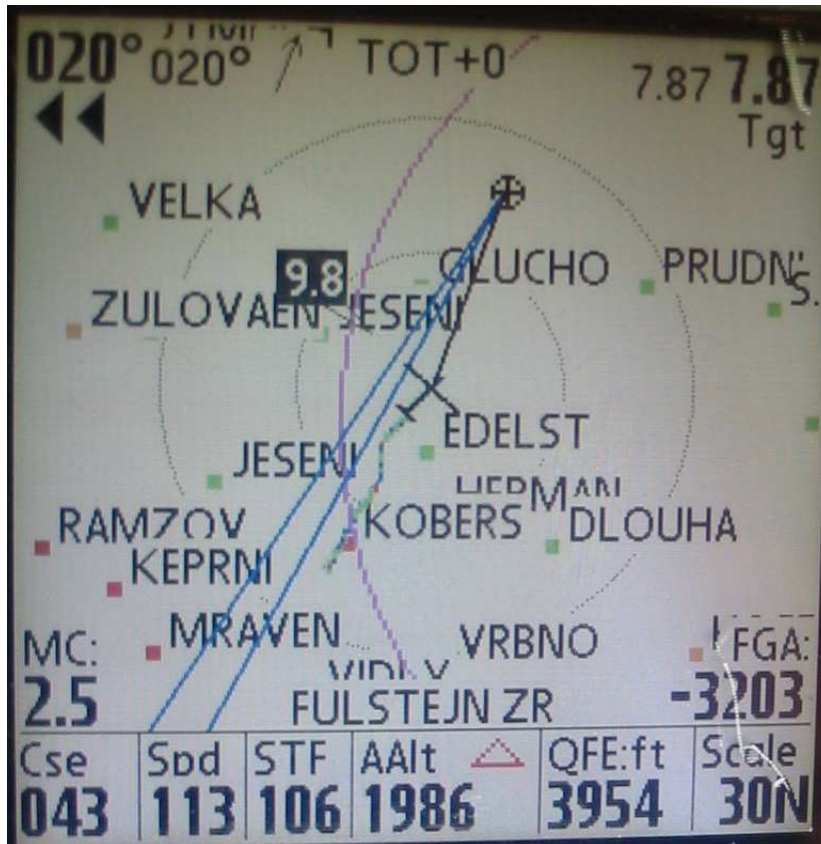 020° 020° TOT+0 7.87 7.87
Tgt
VELKA
9.8 GLUCHO PRUDN
ZULOVA JESENI S.
EDELST
JESENI
RAMZOV KOBERS DLOUHA
KEPRNI
MC: MRAVEN VRBNO FGA:
2.5 FULSTEJN ZR -3203
Cse Spd STF AAlt QFE:ft Scale
043 113 106 1986 3954 30N